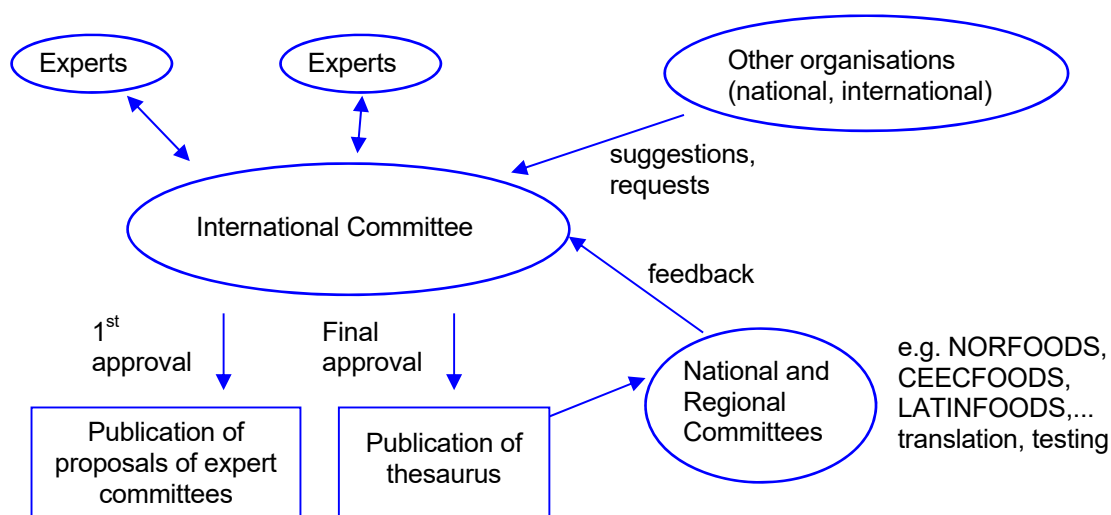 Experts
Experts
Other organisations
(national, international)
suggestions,
requests
International Committee
feedback
1st
approval
Final
approval
National and
Regional
Committees
e.g. NORFOODS,
CEECFOODS,
LATINFOODS,...
translation, testing
Publication of
proposals of expert
committees
Publication of
thesaurus